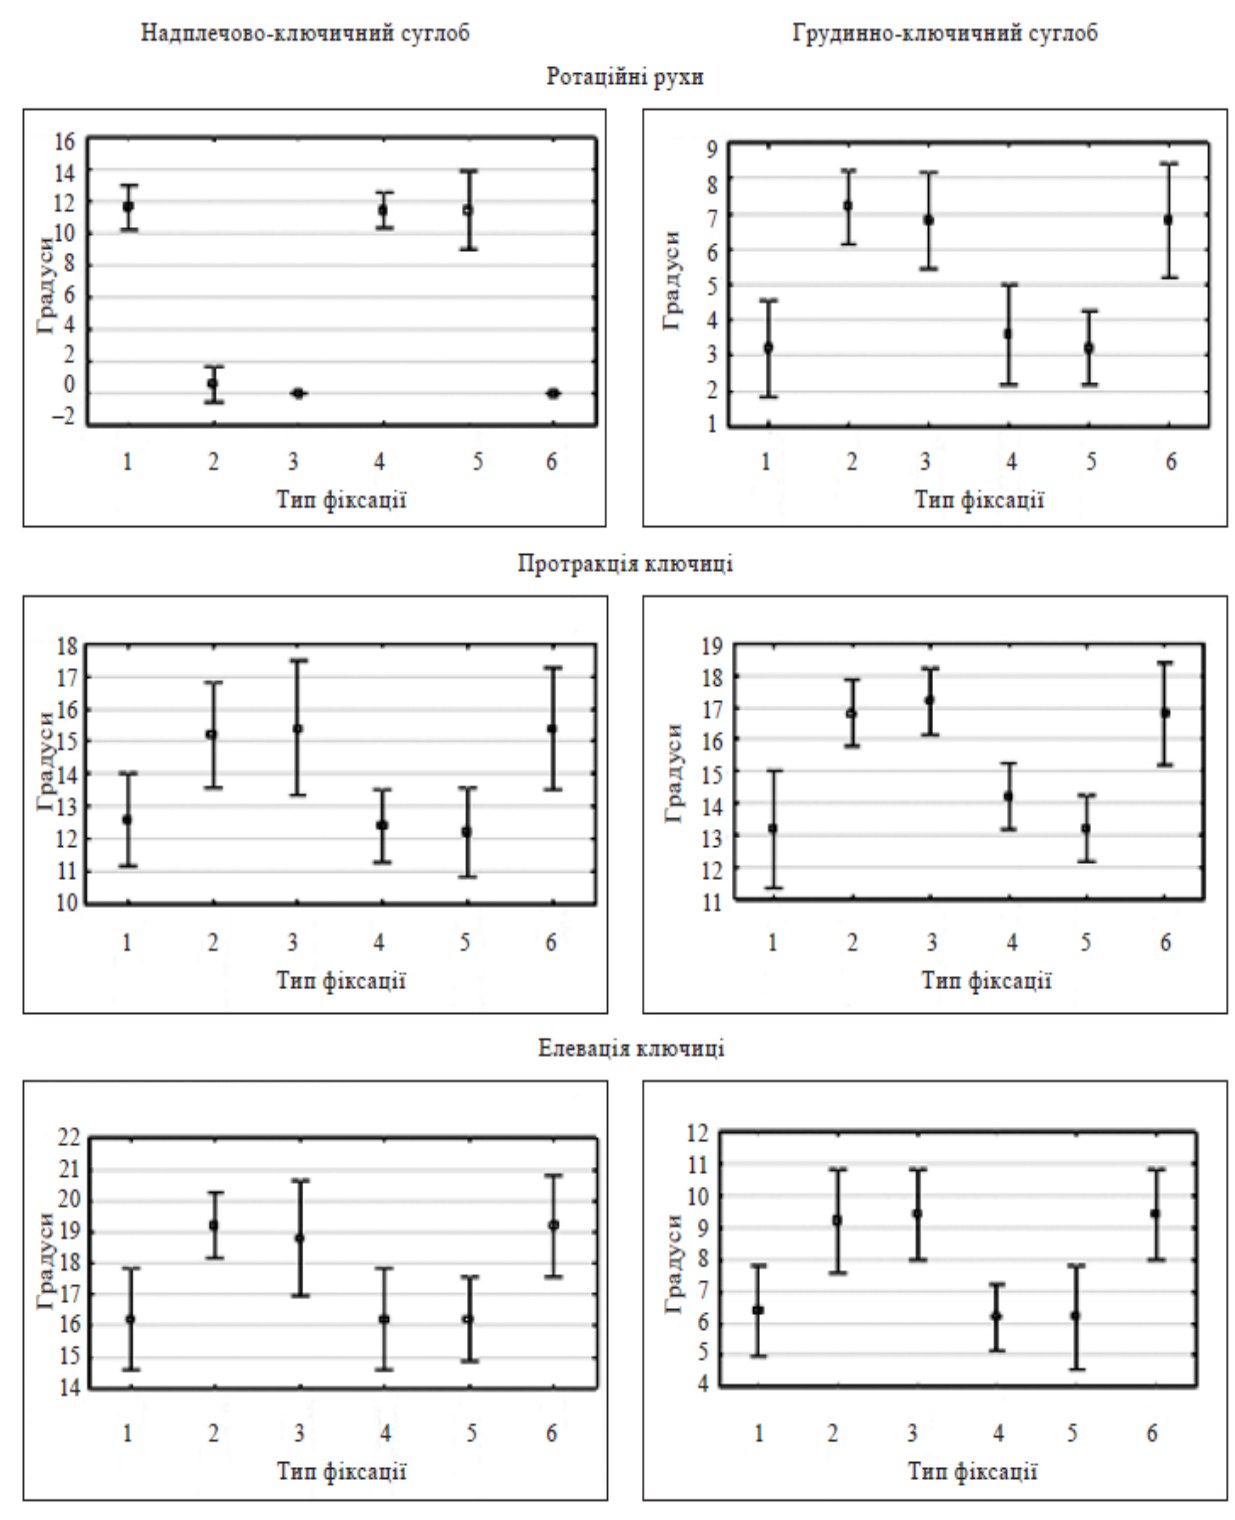 Надплечово-ключичний суглоб
Грудинно-ключичний суглоб
Ротаційні рухи
16
14
12
10
8
6
4
2
0
–2
Градуси
1 2 3 4 5 6
Тип фіксації
9
8
7
6
5
4
3
2
1
Градуси
1 2 3 4 5 6
Тип фіксації
Протракція ключиці
18
17
16
15
14
13
12
11
10
Градуси
1 2 3 4 5 6
Тип фіксації
19
18
17
16
15
14
13
12
11
Градуси
1 2 3 4 5 6
Тип фіксації
Елевація ключиці
22
21
20
19
18
17
16
15
14
Градуси
1 2 3 4 5 6
Тип фіксації
12
11
10
9
8
7
6
5
4
Градуси
1 2 3 4 5 6
Тип фіксації